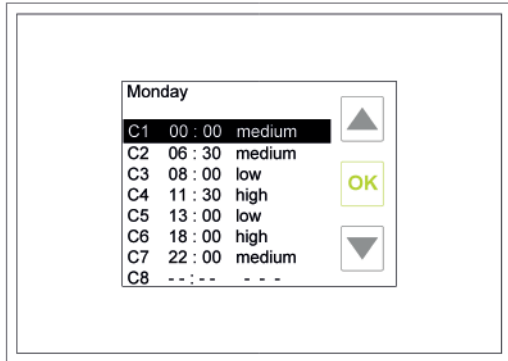 Monday
C1 00 : 00 medium
C2 06 : 30 medium
C3 08 : 00 low
OK
C4 11 : 30 high
C5 13 : 00 low
C6 18 : 00 high
C7 22 : 00 medium
C8 - - : - - - - -